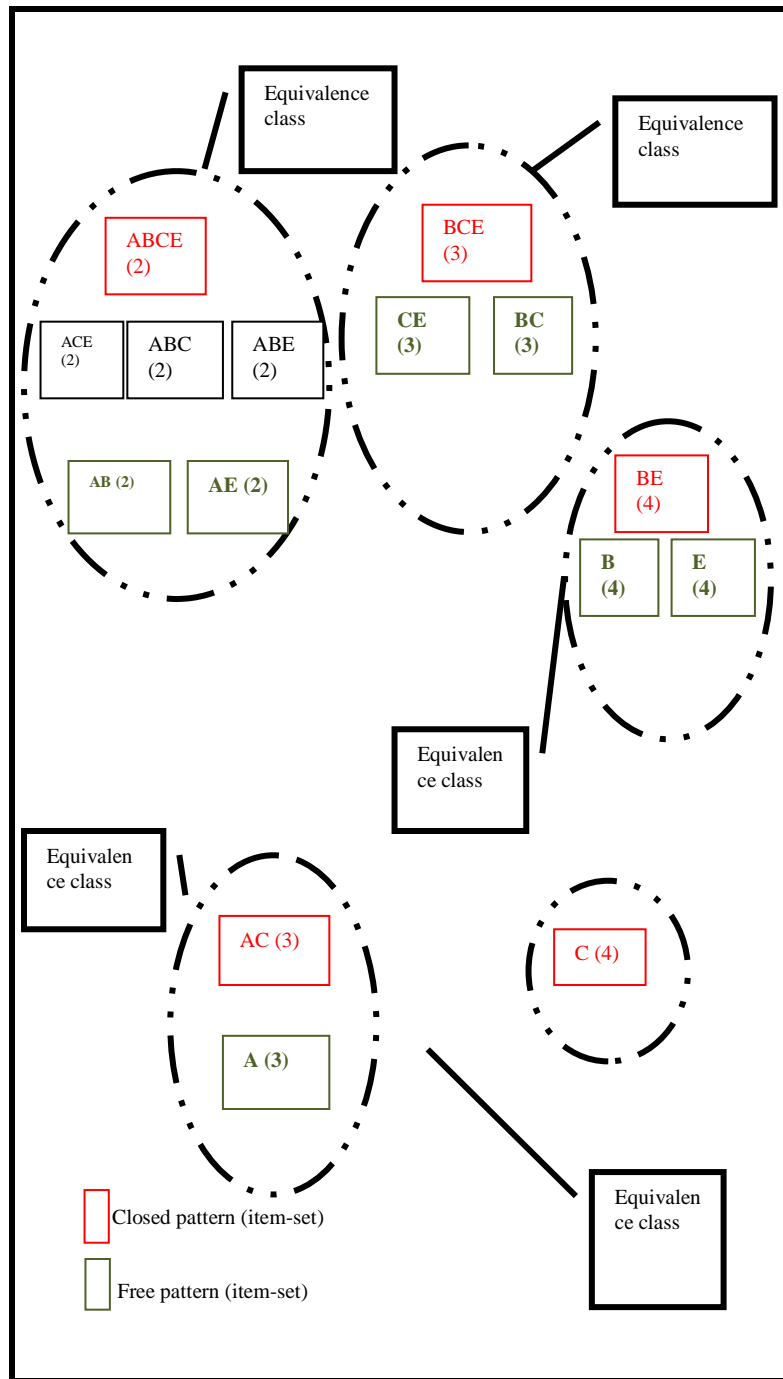 Equivalence
class
Equivalence
class
ABCE
(2)
BCE
(3)
ACE
(2)
ABC
(2)
ABE
(2)
CE
(3)
BC
(3)
AB (2)
AE (2)
BE
(4)
B
(4)
E
(4)
Equivalen
ce class
Equivalen
ce class
AC (3)
C (4)
A (3)
Equivalen
ce class
Closed pattern (item-set)
Free pattern (item-set)